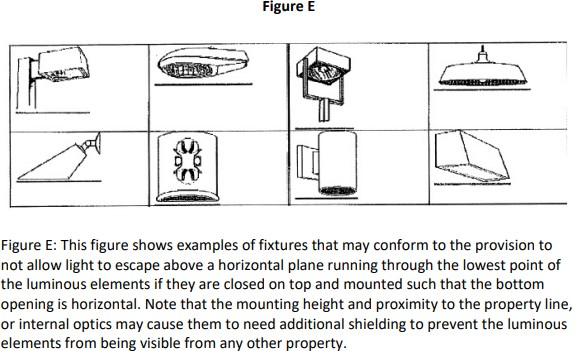 Figure E
Figure E: This figure shows examples of fixtures that may conform to the provision to
not allow light to escape above a horizontal plane running through the lowest point of
the luminous elements if they are closed on top and mounted such that the bottom
opening is horizontal. Note that the mounting height and proximity to the property line,
or internal optics may cause them to need additional shielding to prevent the luminous
elements from being visible from any other property.